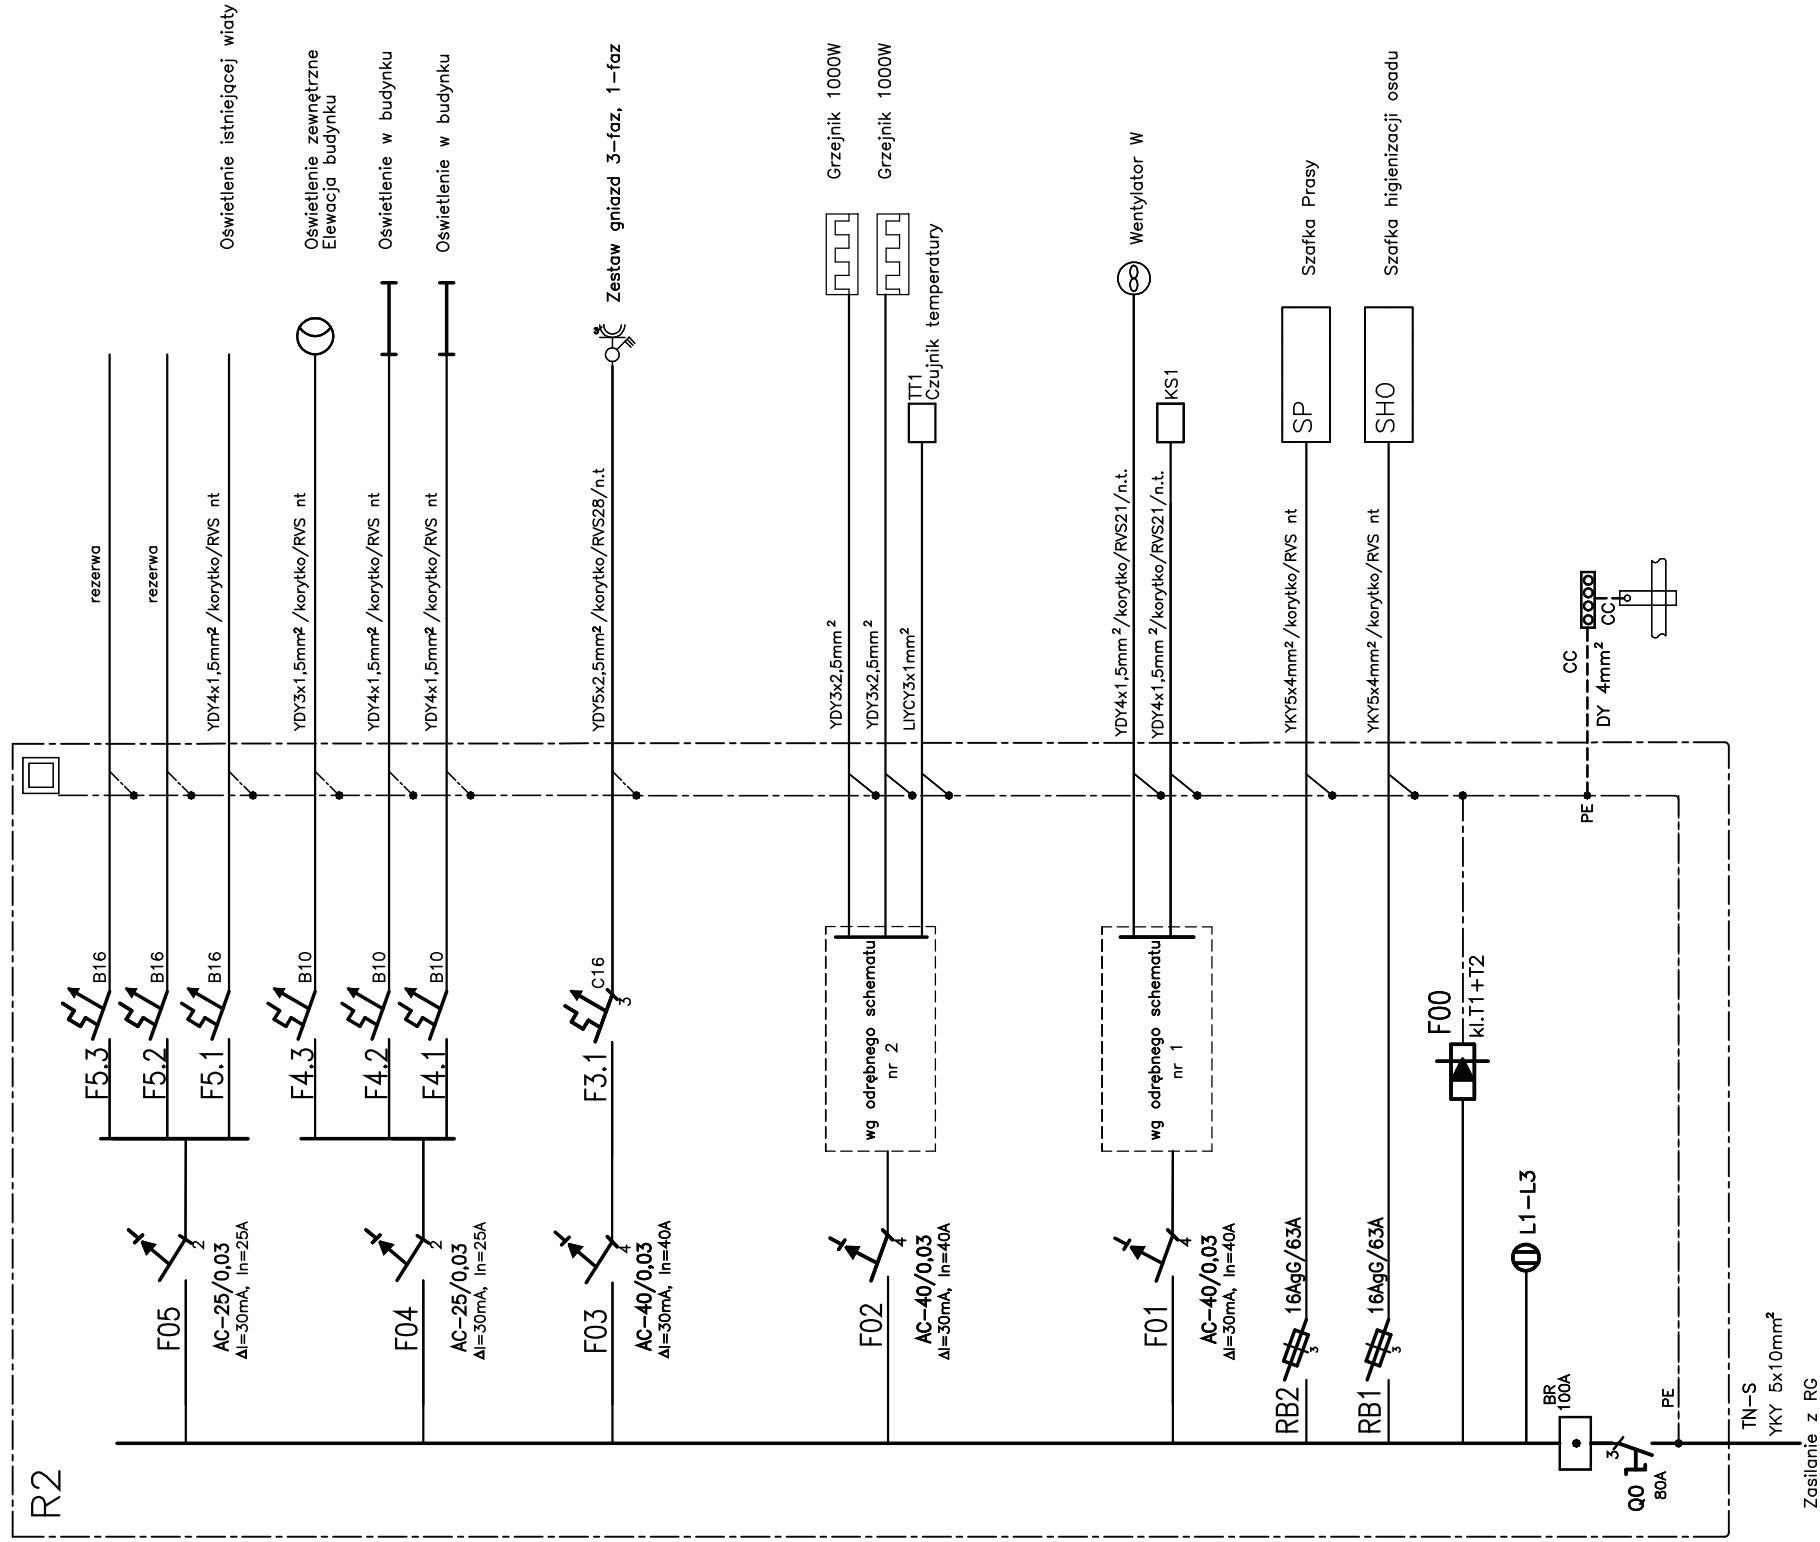 R2
Zasilanie z RG
YKY 5x10mm²
TN-S
PE
Q0
80A
3
BR
100A
L1-L3
F00
kl.T1+T2
PE
DY 4mm²
CC
CC
RB1
3
16AgG/63A
YKY5x4mm²/korytko/RVS nt
SHO
Szafka higienizacji osadu
RB2
3
16AgG/63A
YKY5x4mm²/korytko/RVS nt
SP
Szafka Prasy
F01
4
AC-40/0,03
ΔI=30mA, In=40A
wg odrębnego schematu
nr 1
YDY4x1,5mm²/korytko/RVS21/n.t.
YDY4x1,5mm²/korytko/RVS21/n.t.
KS1
Wentylator W
F02
4
AC-40/0,03
ΔI=30mA, In=40A
wg odrębnego schematu
nr 2
YDY3x2,5mm²
YDY3x2,5mm²
LIYCY3x1mm²
TT1
Czujnik temperatury
Grzejnik 1000W
Grzejnik 1000W
F03
4
AC-40/0,03
ΔI=30mA, In=40A
F3.1
C16
3
YDY5x2,5mm²/korytko/RVS28/n.t
Zestaw gniazd 3-faz, 1-faz
F04
2
AC-25/0,03
ΔI=30mA, In=25A
F4.1
B10
YDY4x1,5mm²/korytko/RVS nt
Oświetlenie w budynku
F4.2
B10
YDY4x1,5mm²/korytko/RVS nt
Oświetlenie w budynku
F4.3
B10
YDY3x1,5mm²/korytko/RVS nt
Oświetlenie zewnętrzne
Elewacja budynku
F05
2
AC-25/0,03
ΔI=30mA, In=25A
F5.1
B16
YDY4x1,5mm²/korytko/RVS nt
Oświetlenie istniejącej wiaty
F5.2
B16
rezerwa
F5.3
B16
rezerwa